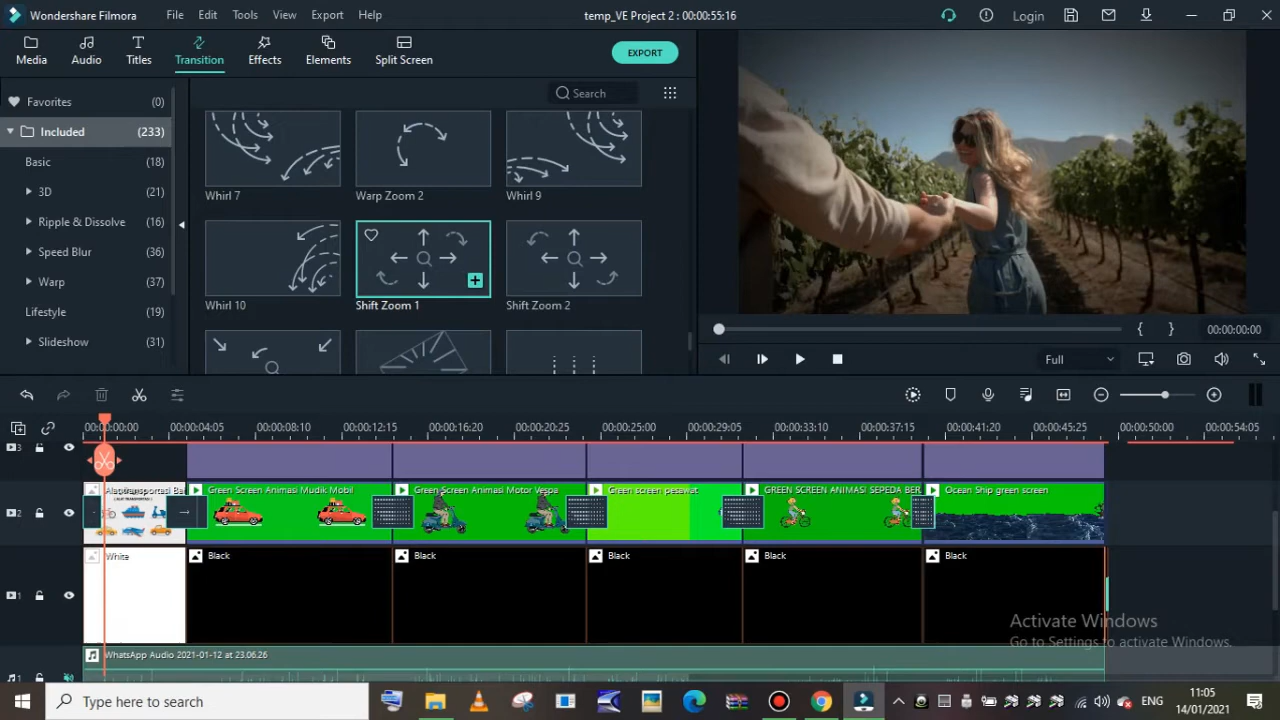 Wondershare Filmora
File
Edit
Tools
View
Export
Help
temp_VE Project 2 : 00:00:55:16
Login
Media
Audio
Titles
Transition
Effects
Elements
Split Screen
EXPORT
Favorites (0)
Search
Included (233)
Basic (18)
3D (21)
Ripple & Dissolve (16)
Speed Blur (36)
Warp (37)
Lifestyle (19)
Slideshow (31)
Whirl 7
Warp Zoom 2
Whirl 9
Whirl 10
Shift Zoom 1
Shift Zoom 2
{ } 00:00:00:00
Full
00:00:00:00
00:00:04:05
00:00:08:10
00:00:12:15
00:00:16:20
00:00:20:25
00:00:25:00
00:00:29:05
00:00:33:10
00:00:37:15
00:00:41:20
00:00:45:25
00:00:50:00
00:00:54:05
3
2
Green Screen Animasi Mudik Mobil
Green Screen Animasi Motor Vespa
Green screen pesawat
GREEN SCREEN ANIMASI SEPEDA BER
Ocean Ship green screen
1
White
Black
Black
Black
Black
Black
Activate Windows
Go to Settings to activate Windows.
1
WhatsApp Audio 2021-01-12 at 23.06.26
Type here to search
ENG
11:05
14/01/2021